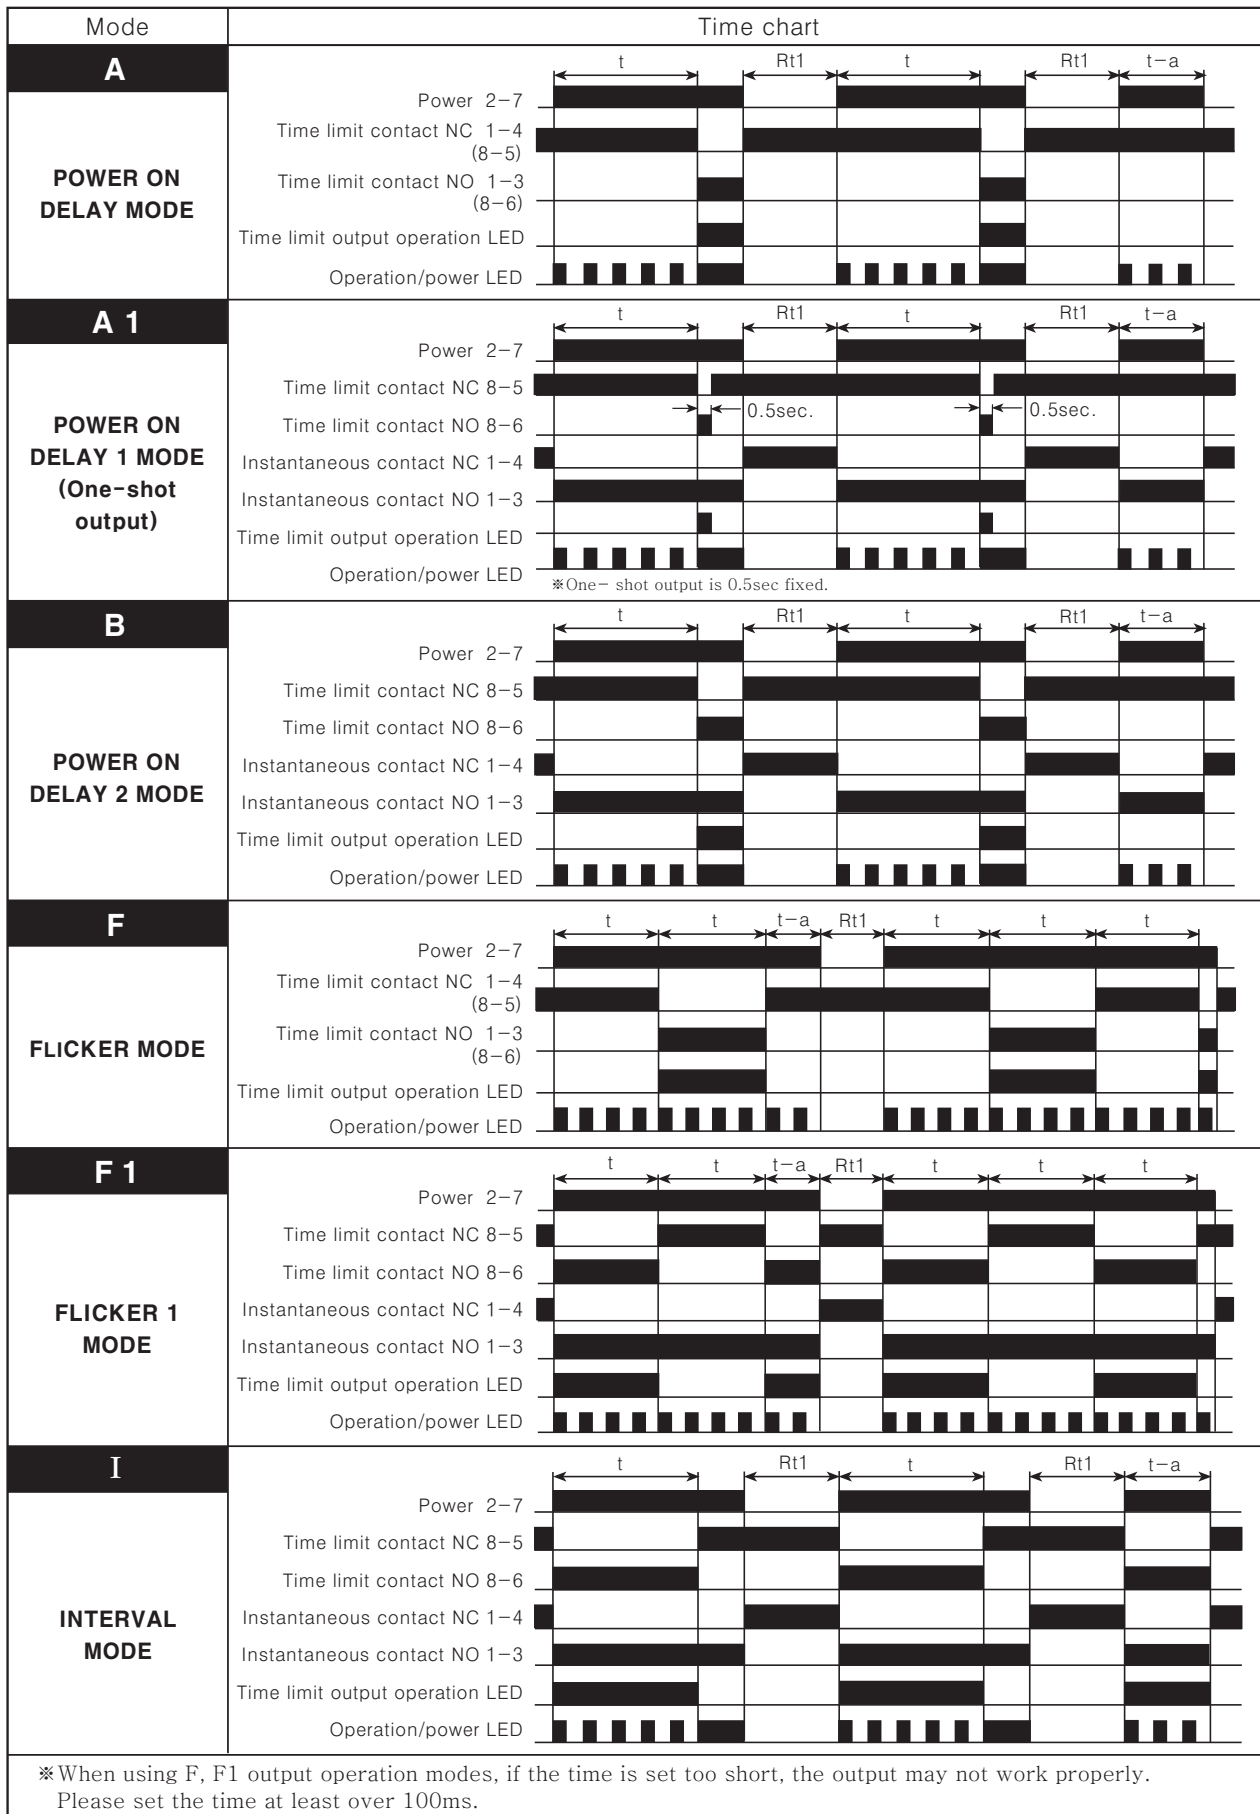 Mode
Time chart
A
POWER ON
DELAY MODE
t
Rt1
t
Rt1
t-a
Power 2-7
Time limit contact NC 1-4
(8-5)
Time limit contact NO 1-3
(8-6)
Time limit output operation LED
Operation/power LED
A 1
POWER ON
DELAY 1 MODE
(One-shot
output)
t
Rt1
t
Rt1
t-a
Power 2-7
Time limit contact NC 8-5
0.5sec.
0.5sec.
Time limit contact NO 8-6
Instantaneous contact NC 1-4
Instantaneous contact NO 1-3
Time limit output operation LED
Operation/power LED
※One- shot output is 0.5sec fixed.
B
POWER ON
DELAY 2 MODE
t
Rt1
t
Rt1
t-a
Power 2-7
Time limit contact NC 8-5
Time limit contact NO 8-6
Instantaneous contact NC 1-4
Instantaneous contact NO 1-3
Time limit output operation LED
Operation/power LED
F
FLICKER MODE
t
t
t-a
Rt1
t
t
t
Power 2-7
Time limit contact NC 1-4
(8-5)
Time limit contact NO 1-3
(8-6)
Time limit output operation LED
Operation/power LED
F 1
FLICKER 1
MODE
t
t
t-a
Rt1
t
t
t
Power 2-7
Time limit contact NC 8-5
Time limit contact NO 8-6
Instantaneous contact NC 1-4
Instantaneous contact NO 1-3
Time limit output operation LED
Operation/power LED
I
INTERVAL
MODE
t
Rt1
t
Rt1
t-a
Power 2-7
Time limit contact NC 8-5
Time limit contact NO 8-6
Instantaneous contact NC 1-4
Instantaneous contact NO 1-3
Time limit output operation LED
Operation/power LED
※When using F, F1 output operation modes, if the time is set too short, the output may not work properly.
Please set the time at least over 100ms.